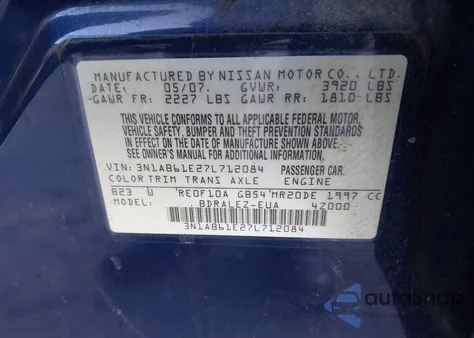 MANUFACTURED BY NISSAN MOTOR CO., LTD.
DATE: 05/07. GVWR: 3920 LBS
GAWR FR: 2227 LBS GAWR RR: 1810 LBS
THIS VEHICLE CONFORMS TO ALL APPLICABLE FEDERAL MOTOR
VEHICLE SAFETY, BUMPER AND THEFT PREVENTION STANDARDS
IN EFFECT ON THE DATE OF MANUFACTURE SHOWN ABOVE.
SEE OWNER'S MANUAL AND ADDITIONAL LABELS
VIN: 3N1AB61E27L712084 PASSENGER CAR.
COLOR TRIM TRANS AXLE ENGINE
B23 W RE0F10A GB54 MR20DE 1997 CC
MODEL: BDRALEZ-EUA 4Z000
3N1AB61E27L712084
autosnap